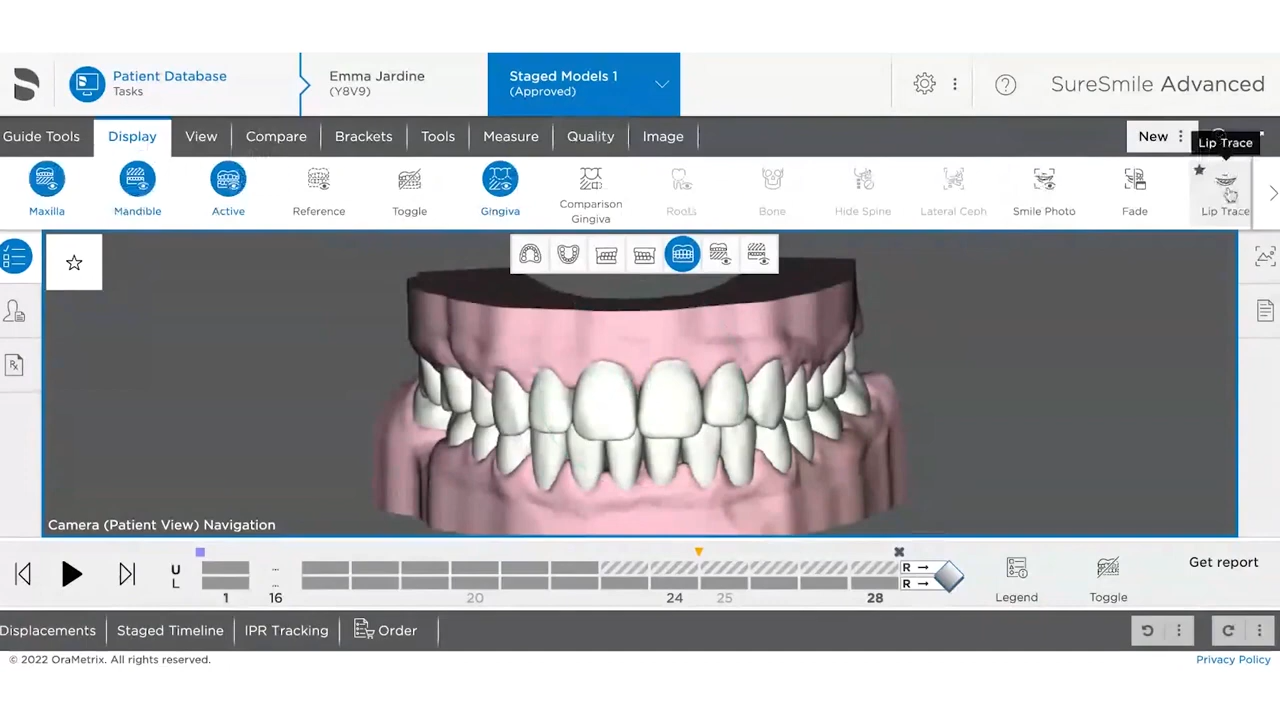 Patient Database
Tasks
Emma Jardine
(Y8V9)
Staged Models 1
(Approved)
SureSmile Advanced
Guide Tools
Display
View
Compare
Brackets
Tools
Measure
Quality
Image
New
Lip Trace
Maxilla
Mandible
Active
Reference
Toggle
Gingiva
Comparison
Gingiva
Roots
Bone
Hide Spine
Lateral Ceph
Smile Photo
Fade
Lip Trace
Camera (Patient View) Navigation
U
L
R →
R →
1
...
...
16
20
24
25
28
Legend
Toggle
Get report
Displacements
Staged Timeline
IPR Tracking
Order
© 2022 OraMetrix. All rights reserved.
Privacy Policy